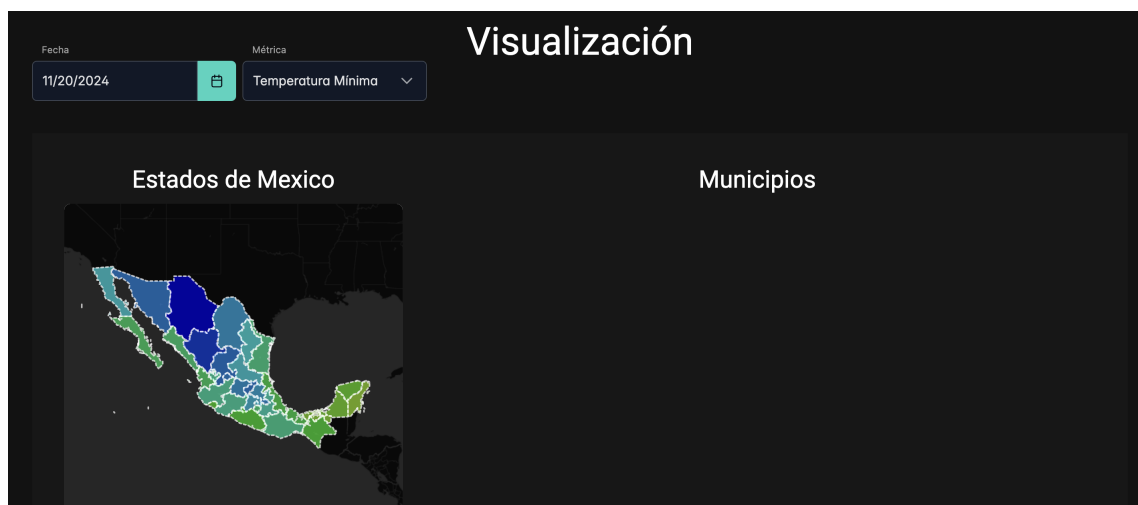 Visualización
Fecha
Métrica
11/20/2024
Temperatura Mínima
Estados de Mexico
Municipios